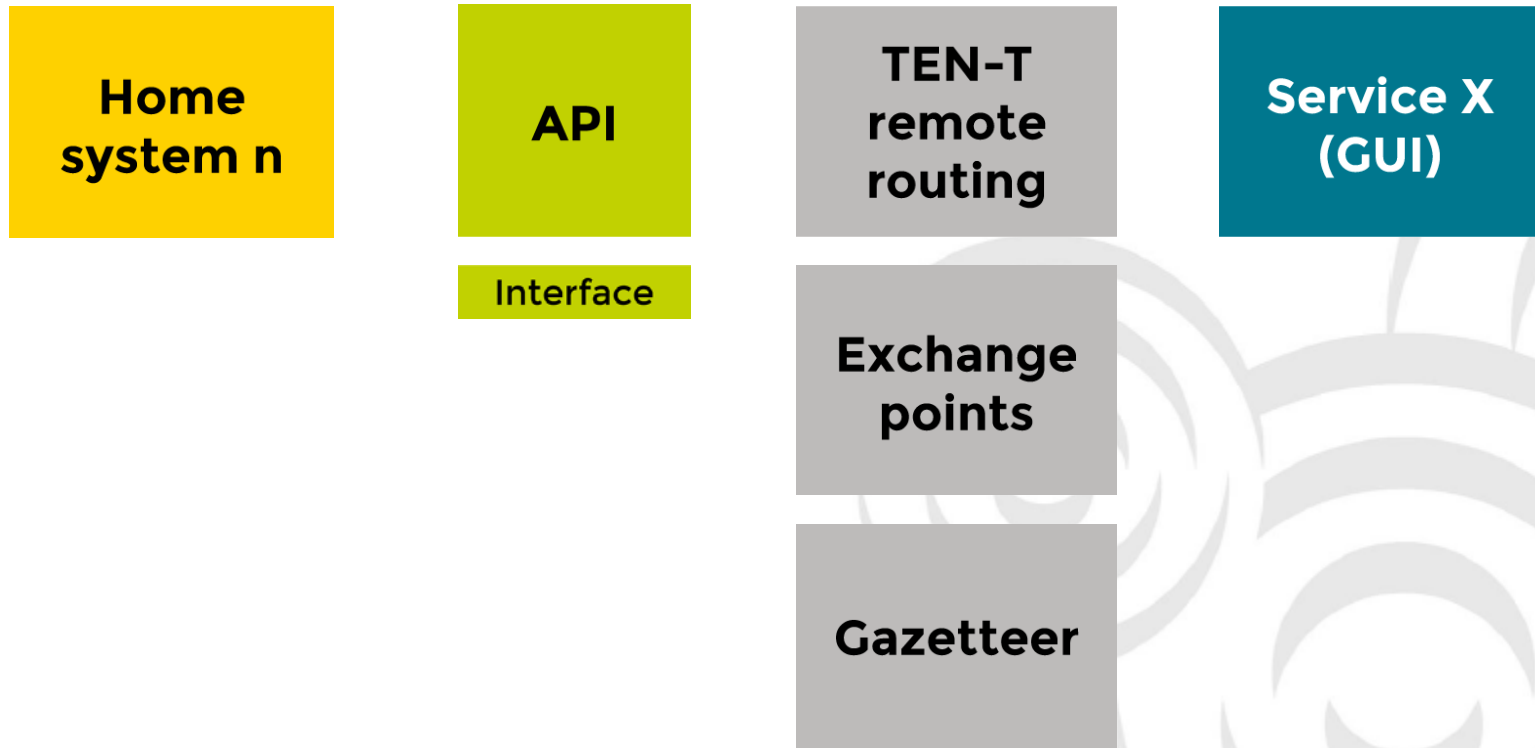 Home
system n
API
Interface
TEN-T
remote
routing
Exchange
points
Gazetteer
Service X
(GUI)